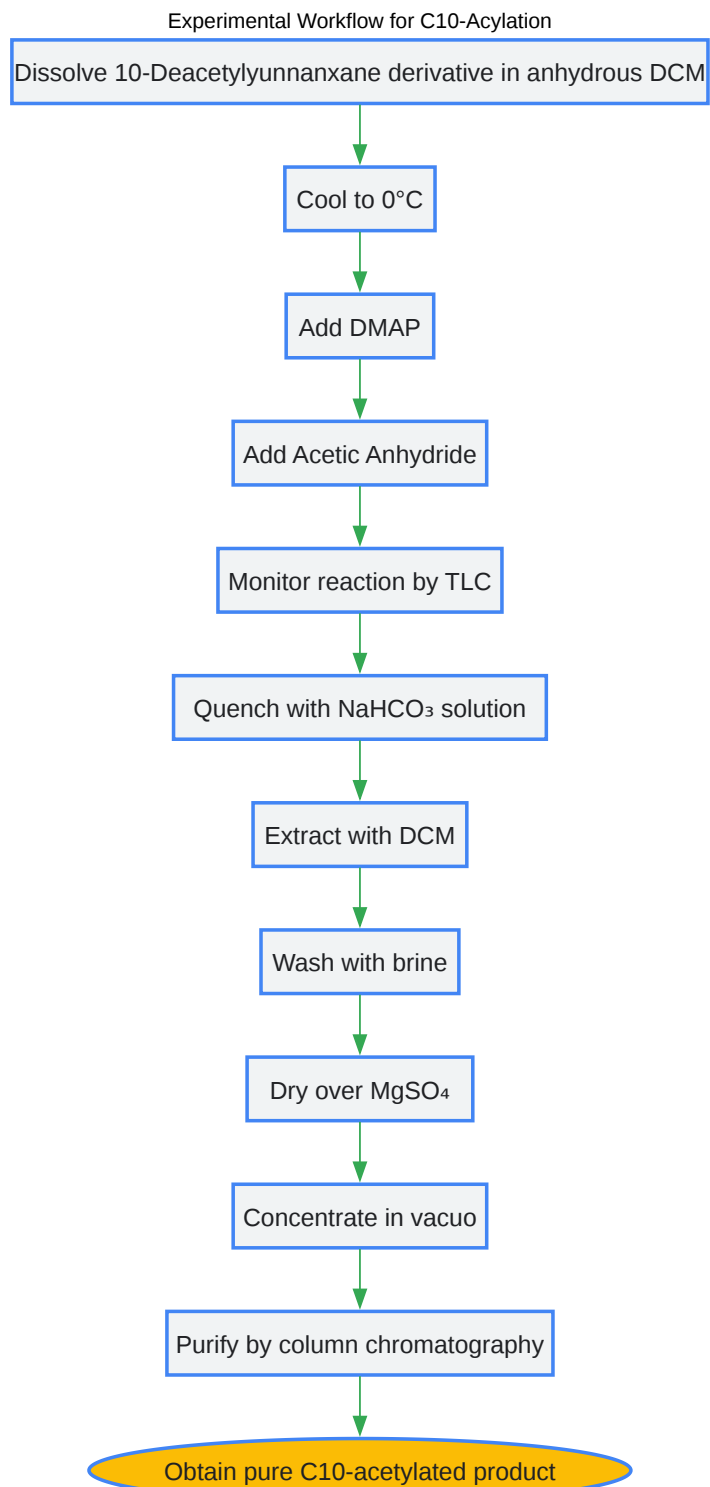 Experimental Workflow for C10-Acylation
Dissolve 10-Deacetylyunnanxane derivative in anhydrous DCM
Cool to 0°C
Add DMAP
Add Acetic Anhydride
Monitor reaction by TLC
Quench with NaHCO₃ solution
Extract with DCM
Wash with brine
Dry over MgSO₄
Concentrate in vacuo
Purify by column chromatography
Obtain pure C10-acetylated product